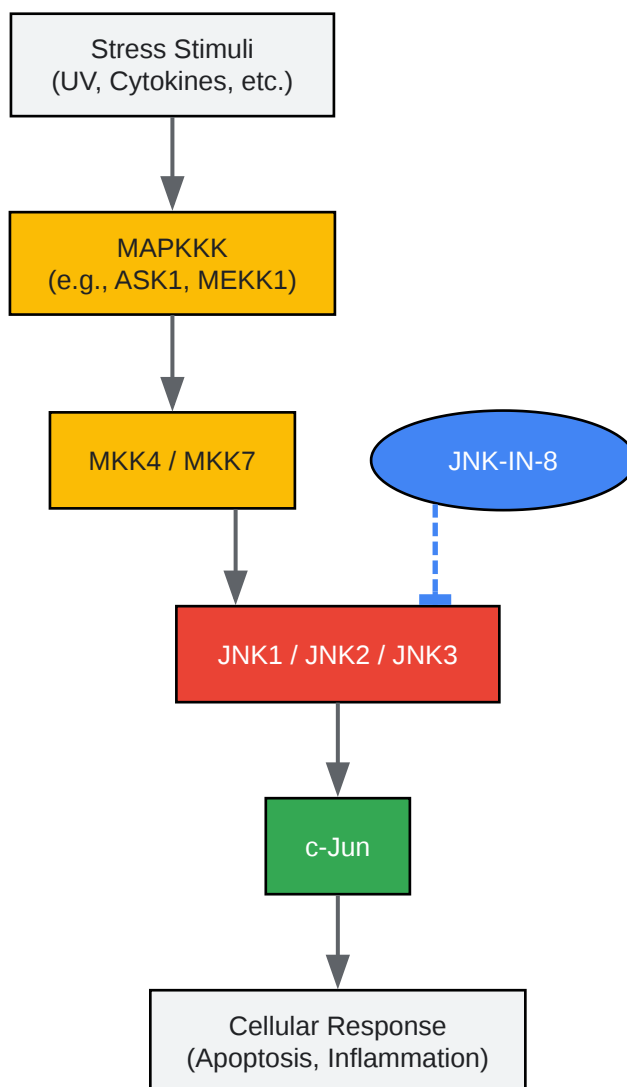 Stress Stimuli
(UV, Cytokines, etc.)
MAPKKK
(e.g., ASK1, MEKK1)
MKK4 / MKK7
JNK-IN-8
JNK1 / JNK2 / JNK3
c-Jun
Cellular Response
(Apoptosis, Inflammation)